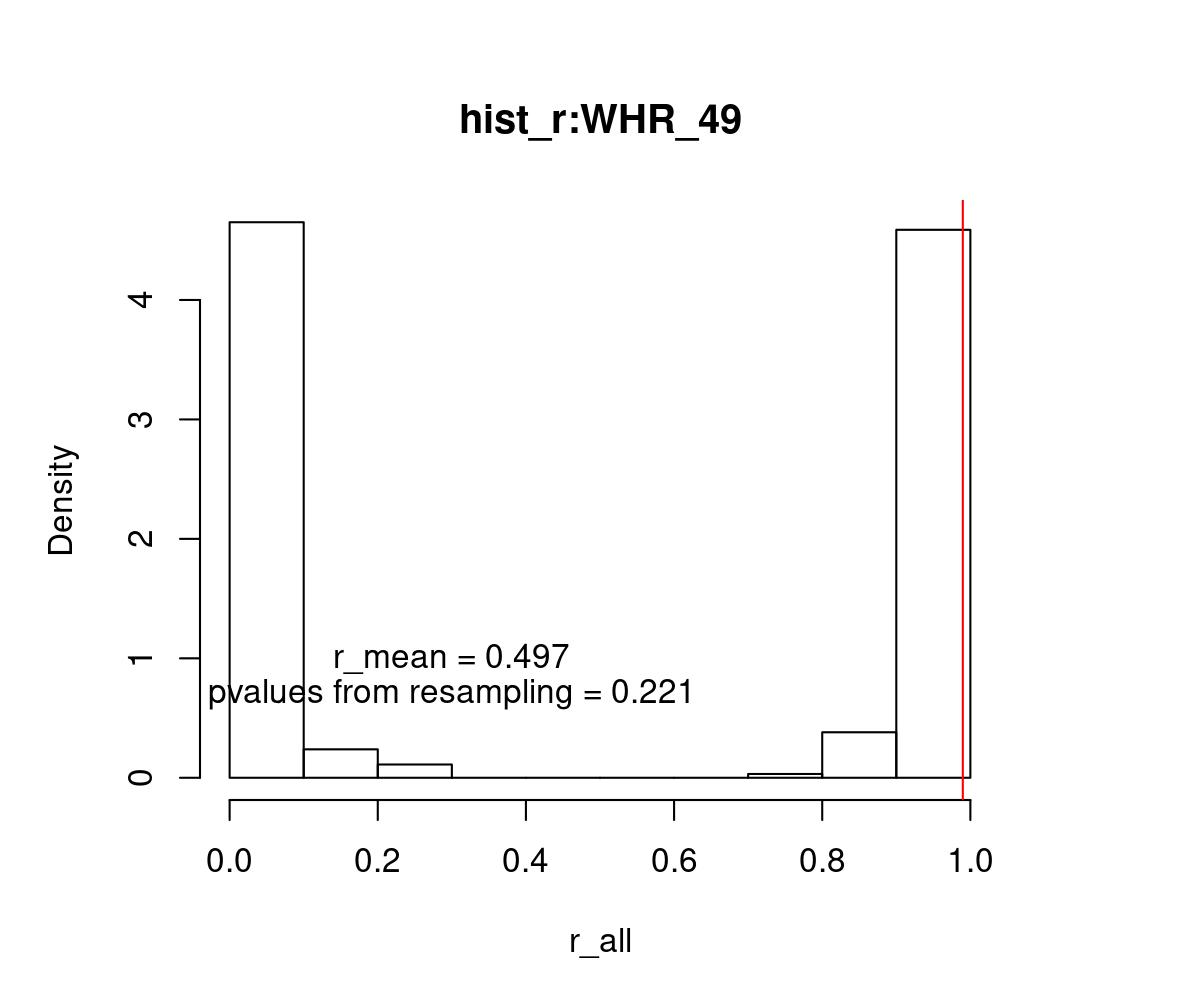 hist_r:WHR_49
Density
4
3
2
1
0
r_mean = 0.497
pvalues from resampling = 0.221
0.0 0.2 0.4 0.6 0.8 1.0
r_all